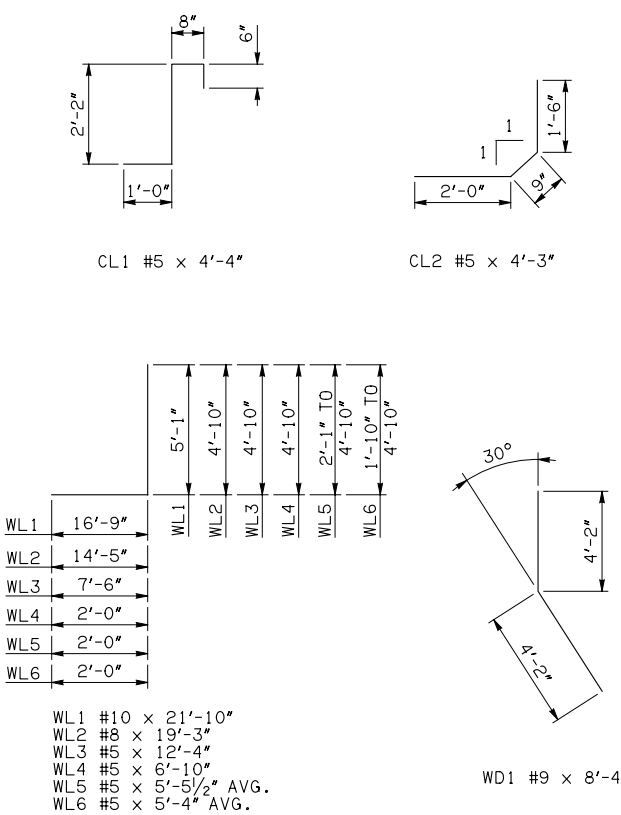 8"
6"
2'-2"
1'-0"
CL1 #5 x 4'-4"
1
1
1'-6"
2'-0"
9"
CL2 #5 x 4'-3"
5'-1"
4'-10"
4'-10"
4'-10"
2'-1" TO
4'-10"
1'-10" TO
4'-10"
WL1
WL2
WL3
WL4
WL5
WL6
WL1 16'-9"
WL2 14'-5"
WL3 7'-6"
WL4 2'-0"
WL5 2'-0"
WL6 2'-0"
WL1 #10 x 21'-10"
WL2 #8 x 19'-3"
WL3 #5 x 12'-4"
WL4 #5 x 6'-10"
WL5 #5 x 5'-5½" AVG.
WL6 #5 x 5'-4" AVG.
30°
4'-2"
4'-2"
WD1 #9 x 8'-4